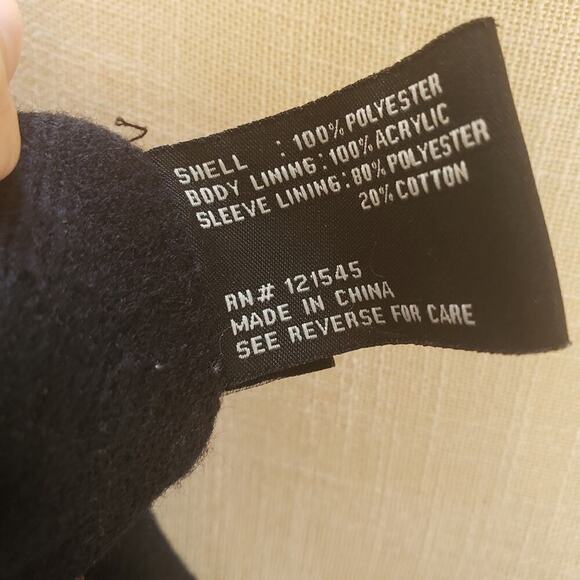 SHELL : 100% POLYESTER
BODY LINING: 100% ACRYLIC
SLEEVE LINING: 80% POLYESTER
20% COTTON
RN# 121545
MADE IN CHINA
SEE REVERSE FOR CARE